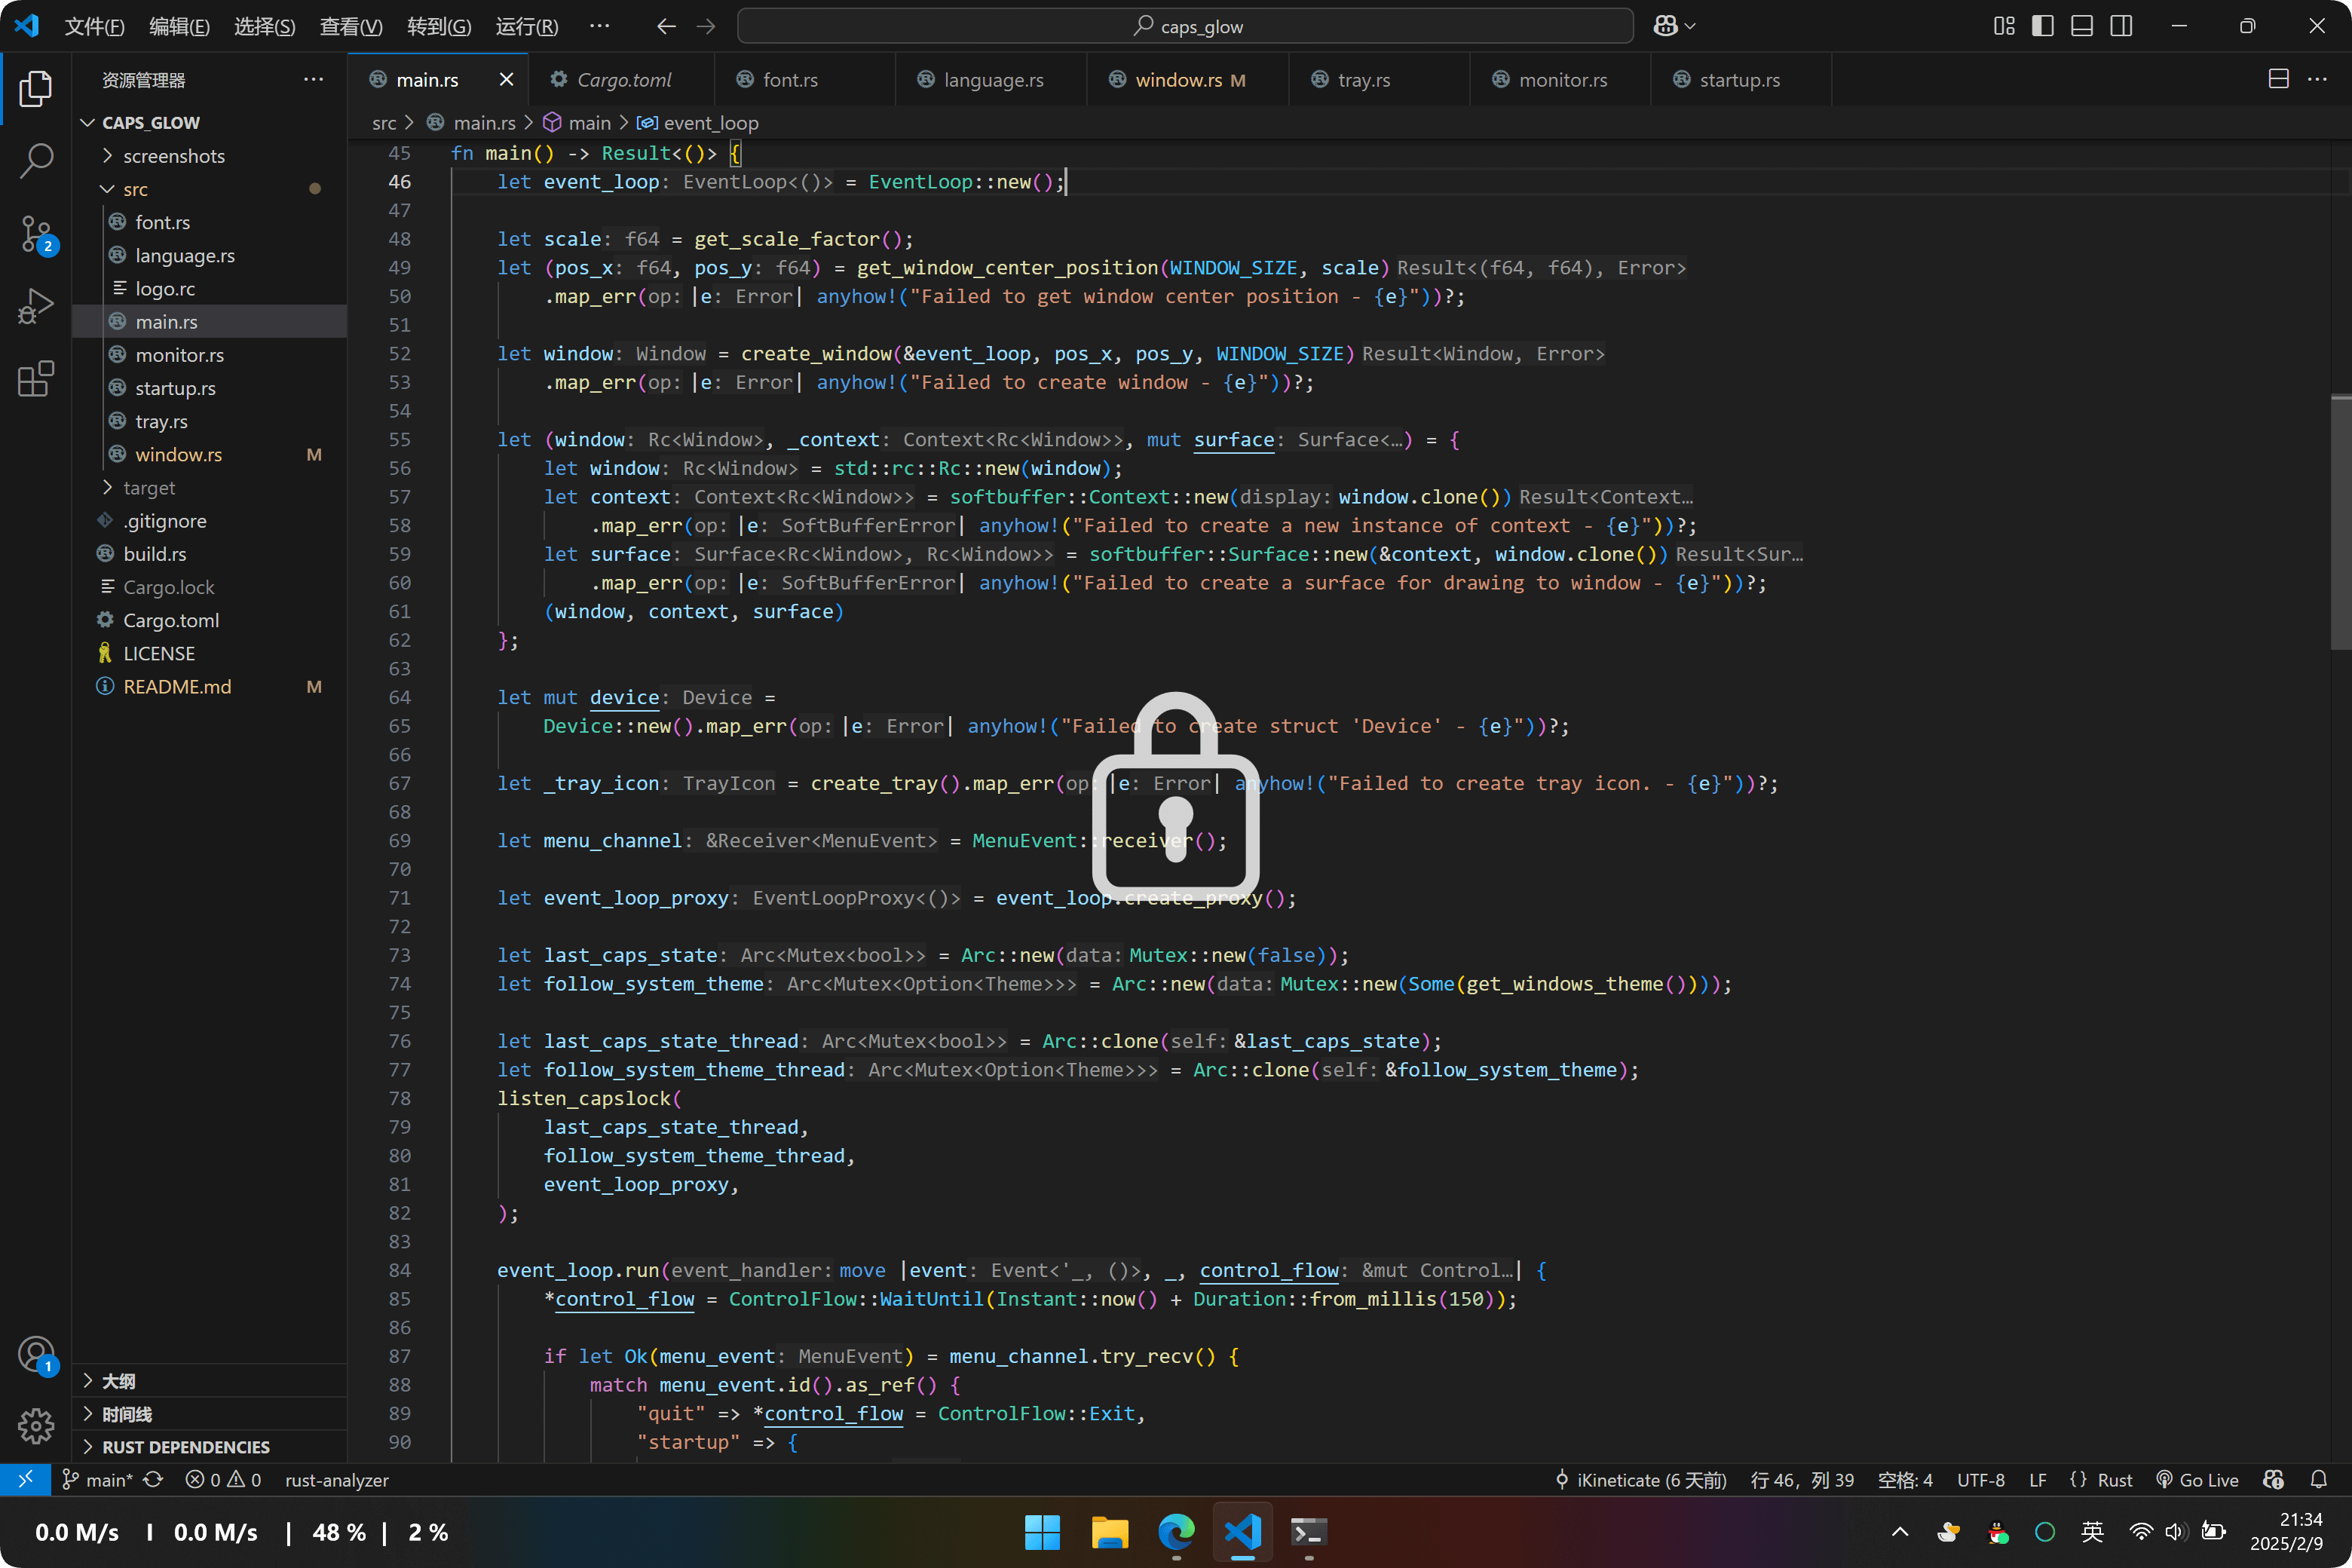 文件(F) 编辑(E) 选择(S) 查看(V) 转到(G) 运行(R) ··· caps_glow
资源管理器 ···
CAPS_GLOW
screenshots
src
font.rs
language.rs
logo.rc
main.rs
monitor.rs
startup.rs
tray.rs
window.rs M
target
.gitignore
build.rs
Cargo.lock
Cargo.toml
LICENSE
README.md M
大纲
时间线
RUST DEPENDENCIES
2
1
main.rs Cargo.toml font.rs language.rs window.rs M tray.rs monitor.rs startup.rs
src > main.rs > main > event_loop
45 fn main() -> Result<()> {
46 let event_loop: EventLoop<()> = EventLoop::new();
47
48 let scale: f64 = get_scale_factor();
49 let (pos_x: f64, pos_y: f64) = get_window_center_position(WINDOW_SIZE, scale) Result<(f64, f64), Error>
50 .map_err(op: |e: Error| anyhow!("Failed to get window center position - {e}"))?;
51
52 let window: Window = create_window(&event_loop, pos_x, pos_y, WINDOW_SIZE) Result<Window, Error>
53 .map_err(op: |e: Error| anyhow!("Failed to create window - {e}"))?;
54
55 let (window: Rc<Window>, _context: Context<Rc<Window>>, mut surface: Surface<…) = {
56 let window: Rc<Window> = std::rc::Rc::new(window);
57 let context: Context<Rc<Window>> = softbuffer::Context::new(display: window.clone()) Result<Context…
58 .map_err(op: |e: SoftBufferError| anyhow!("Failed to create a new instance of context - {e}"))?;
59 let surface: Surface<Rc<Window>, Rc<Window>> = softbuffer::Surface::new(&context, window.clone()) Result<Sur…
60 .map_err(op: |e: SoftBufferError| anyhow!("Failed to create a surface for drawing to window - {e}"))?;
61 (window, context, surface)
62 };
63
64 let mut device: Device =
65 Device::new().map_err(op: |e: Error| anyhow!("Failed to create struct 'Device' - {e}"))?;
66
67 let _tray_icon: TrayIcon = create_tray().map_err(op: |e: Error| anyhow!("Failed to create tray icon. - {e}"))?;
68
69 let menu_channel: &Receiver<MenuEvent> = MenuEvent::receiver();
70
71 let event_loop_proxy: EventLoopProxy<()> = event_loop.create_proxy();
72
73 let last_caps_state: Arc<Mutex<bool>> = Arc::new(data: Mutex::new(false));
74 let follow_system_theme: Arc<Mutex<Option<Theme>>> = Arc::new(data: Mutex::new(Some(get_windows_theme())));
75
76 let last_caps_state_thread: Arc<Mutex<bool>> = Arc::clone(self: &last_caps_state);
77 let follow_system_theme_thread: Arc<Mutex<Option<Theme>>> = Arc::clone(self: &follow_system_theme);
78 listen_capslock(
79 last_caps_state_thread,
80 follow_system_theme_thread,
81 event_loop_proxy,
82 );
83
84 event_loop.run(event_handler: move |event: Event<'_, ()>, _, control_flow: &mut Control…| {
85 *control_flow = ControlFlow::WaitUntil(Instant::now() + Duration::from_millis(150));
86
87 if let Ok(menu_event: MenuEvent) = menu_channel.try_recv() {
88 match menu_event.id().as_ref() {
89 "quit" => *control_flow = ControlFlow::Exit,
90 "startup" => {
main* 0 0 rust-analyzer iKineticate (6 天前) 行 46，列 39 空格: 4 UTF-8 LF {} Rust Go Live
0.0 M/s I 0.0 M/s | 48 % | 2 % 英 21:34
2025/2/9